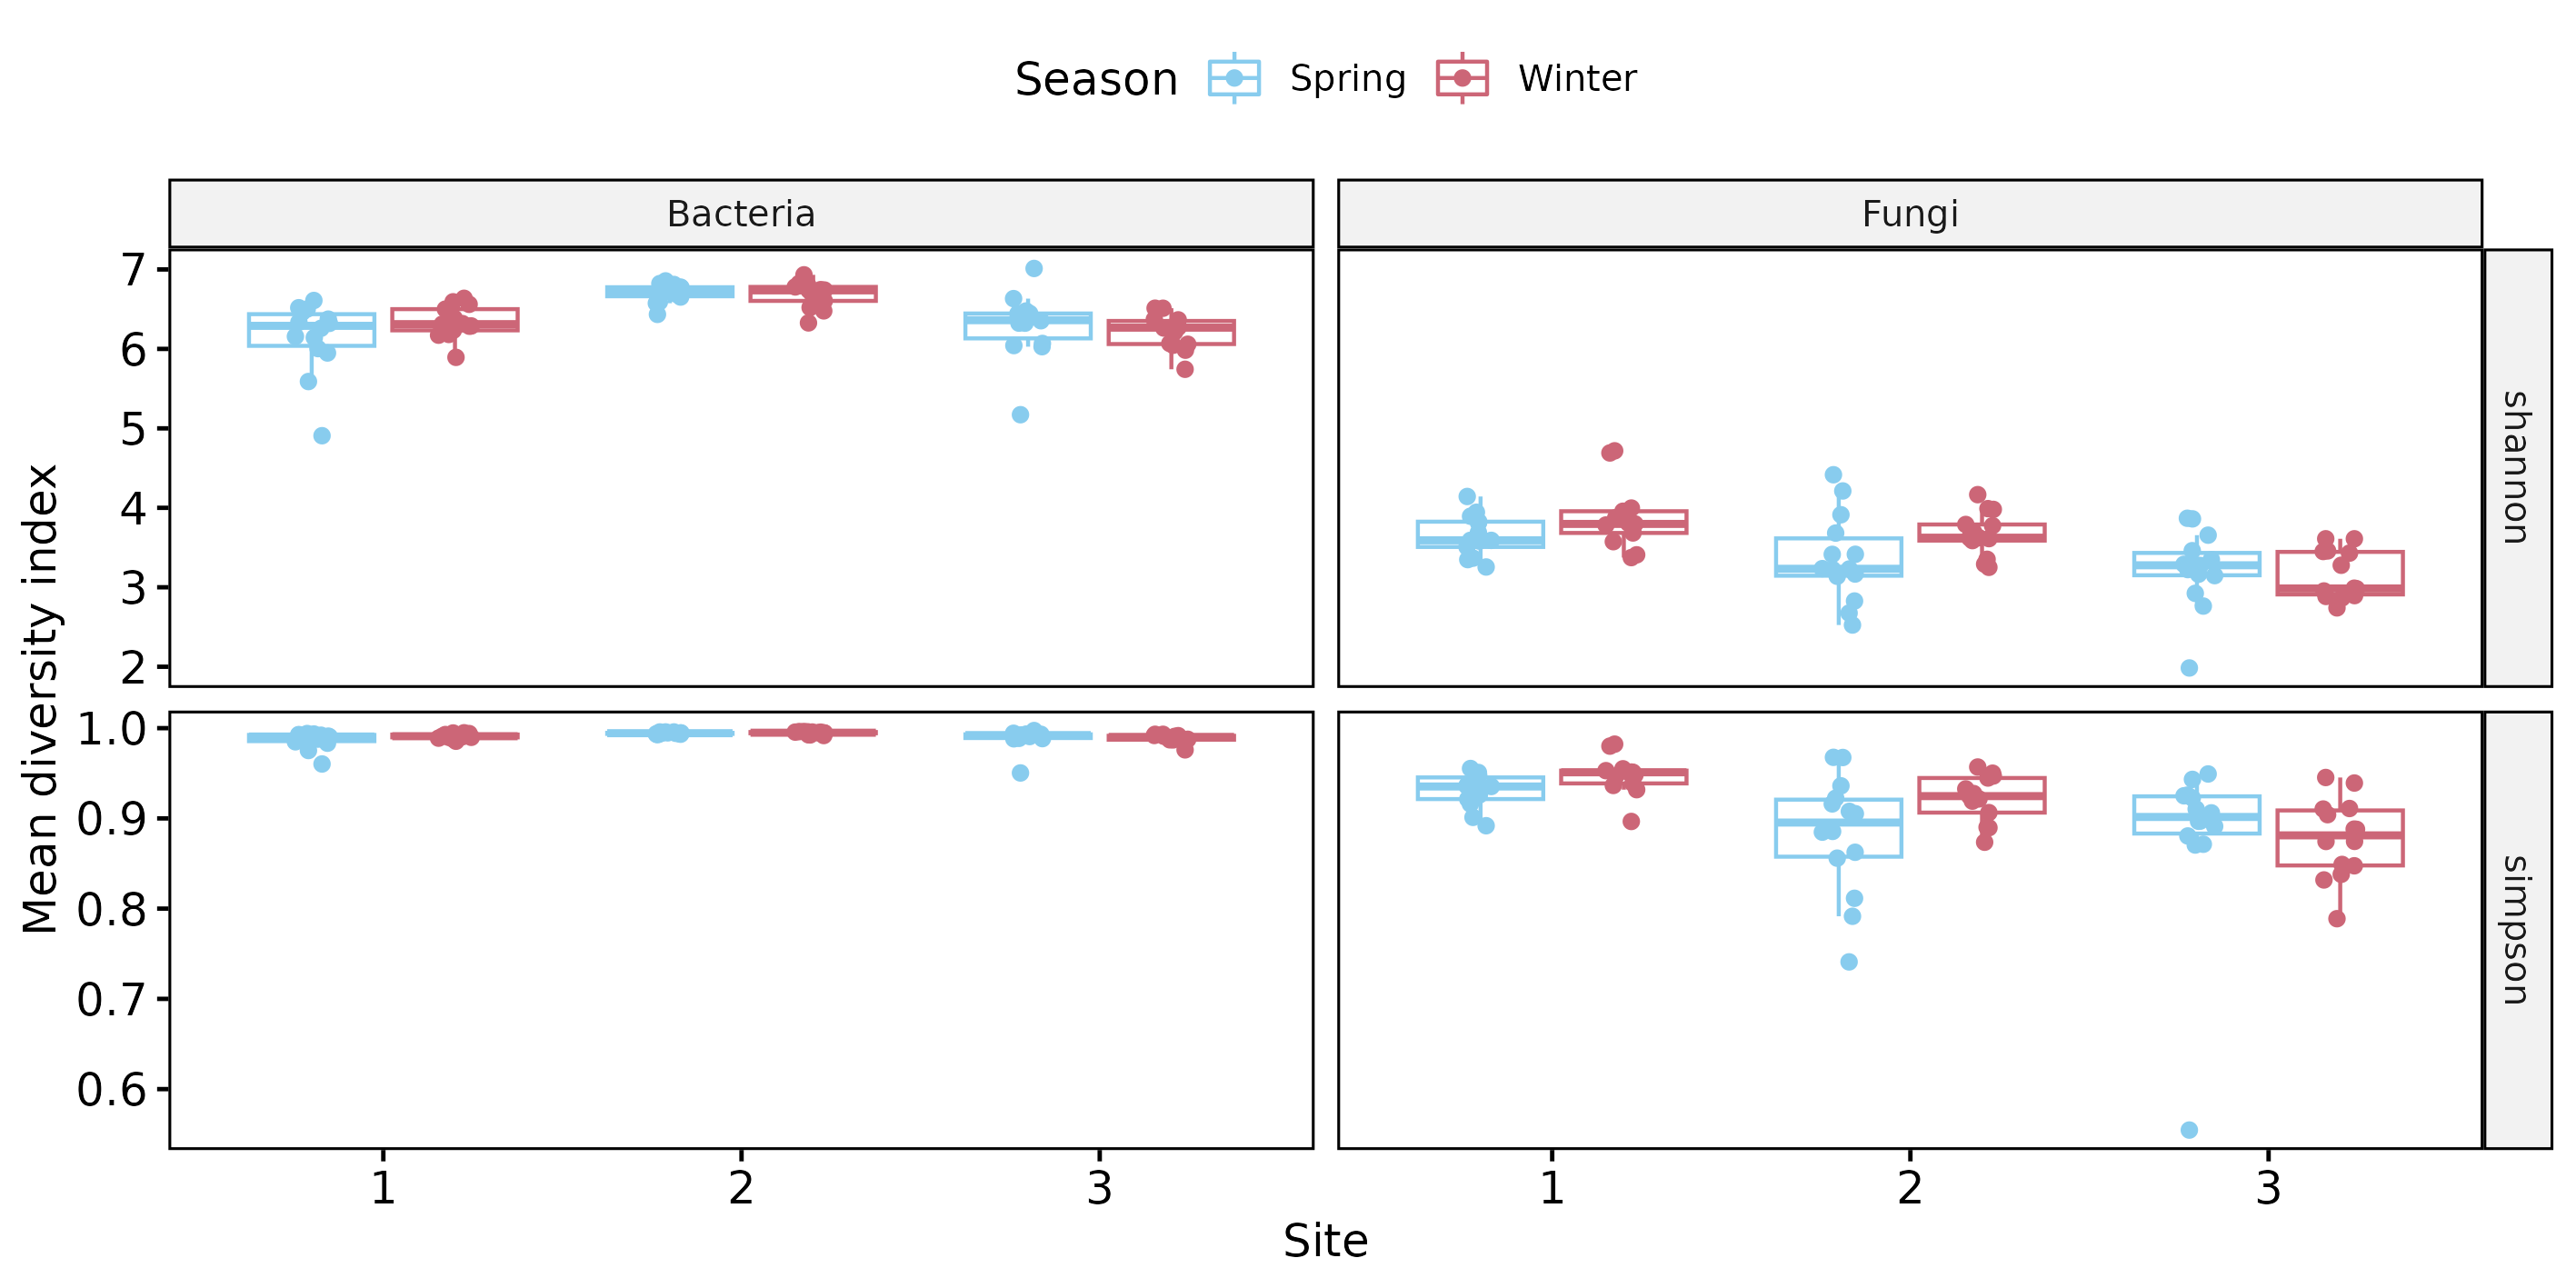 Season Spring Winter
Bacteria Fungi
7
6
5
4
3
2
shannon
1.0
0.9
0.8
0.7
0.6
simpson
Mean diversity index
1 2 3 1 2 3
Site